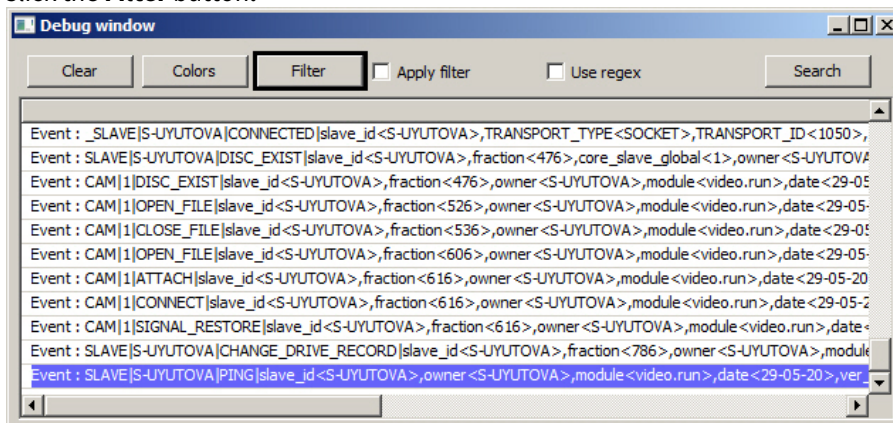 Debug window
Clear Colors Filter Apply filter Use regex Search
Event : _SLAVE|S-UYUTOVA|CONNECTED|slave_id<S-UYUTOVA>,TRANSPORT_TYPE<SOCKET>,TRANSPORT_ID<1050>,
Event : SLAVE|S-UYUTOVA|DISC_EXIST|slave_id<S-UYUTOVA>,fraction<476>,core_slave_global<1>,owner<S-UYUTOVA
Event : CAM|1|DISC_EXIST|slave_id<S-UYUTOVA>,fraction<476>,owner<S-UYUTOVA>,module<video.run>,date<29-05
Event : CAM|1|OPEN_FILE|slave_id<S-UYUTOVA>,fraction<526>,owner<S-UYUTOVA>,module<video.run>,date<29-05-
Event : CAM|1|CLOSE_FILE|slave_id<S-UYUTOVA>,fraction<536>,owner<S-UYUTOVA>,module<video.run>,date<29-05
Event : CAM|1|OPEN_FILE|slave_id<S-UYUTOVA>,fraction<606>,owner<S-UYUTOVA>,module<video.run>,date<29-05-
Event : CAM|1|ATTACH|slave_id<S-UYUTOVA>,fraction<616>,owner<S-UYUTOVA>,module<video.run>,date<29-05-20
Event : CAM|1|CONNECT|slave_id<S-UYUTOVA>,fraction<616>,owner<S-UYUTOVA>,module<video.run>,date<29-05-2
Event : CAM|1|SIGNAL_RESTORE|slave_id<S-UYUTOVA>,fraction<616>,owner<S-UYUTOVA>,module<video.run>,date<
Event : SLAVE|S-UYUTOVA|CHANGE_DRIVE_RECORD|slave_id<S-UYUTOVA>,fraction<786>,owner<S-UYUTOVA>,module
Event : SLAVE|S-UYUTOVA|PING|slave_id<S-UYUTOVA>,owner<S-UYUTOVA>,module<video.run>,date<29-05-20>,ver_